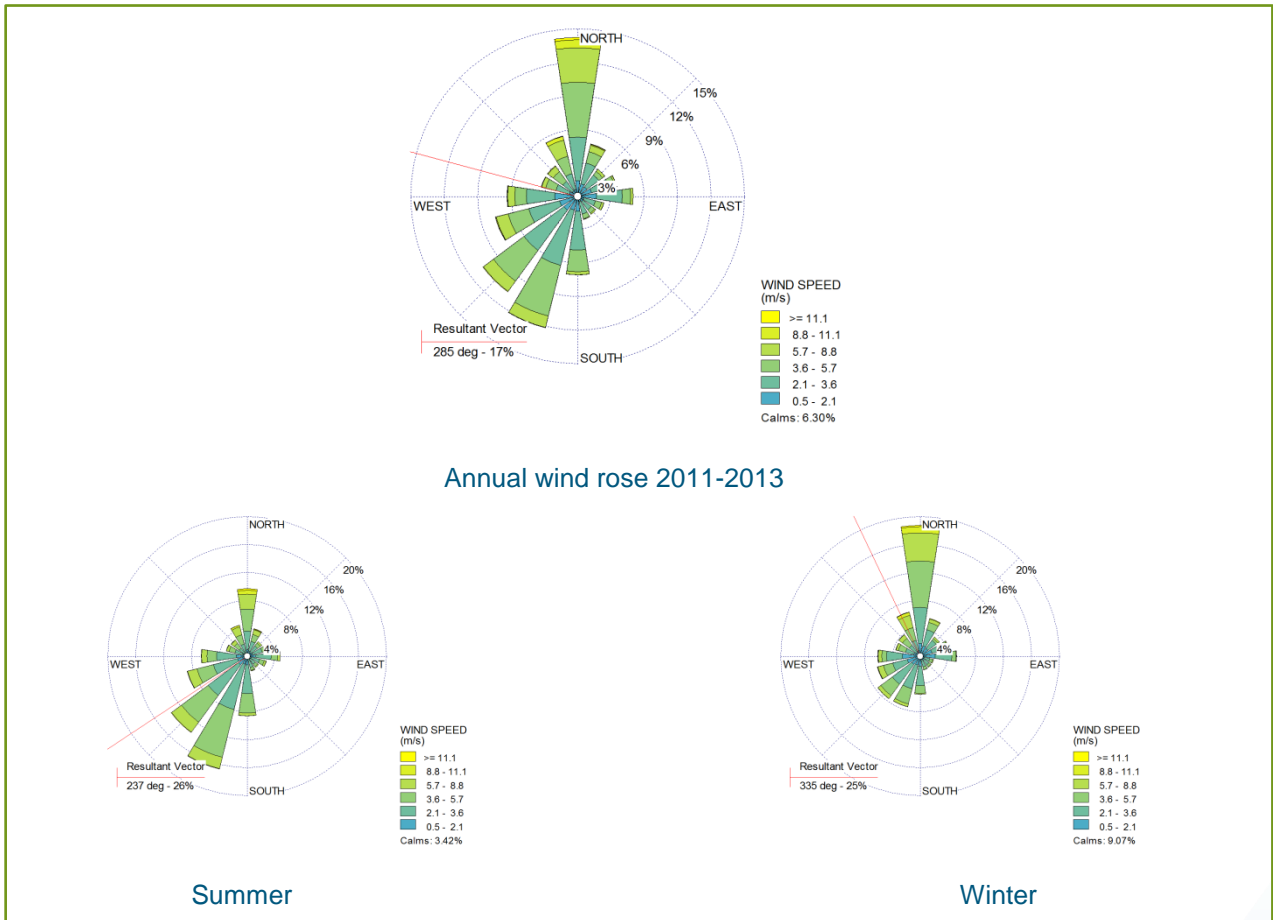 NORTH
15%
12%
9%
6%
3%
WEST
EAST
WIND SPEED
(m/s)
>= 11.1
8.8 - 11.1
5.7 - 8.8
3.6 - 5.7
2.1 - 3.6
0.5 - 2.1
Calms: 6.30%
Resultant Vector
285 deg - 17%
SOUTH
Annual wind rose 2011-2013
NORTH
20%
16%
12%
8%
4%
WEST
EAST
WIND SPEED
(m/s)
>= 11.1
8.8 - 11.1
5.7 - 8.8
3.6 - 5.7
2.1 - 3.6
0.5 - 2.1
Calms: 3.42%
Resultant Vector
237 deg - 26%
SOUTH
Summer
NORTH
20%
16%
12%
8%
4%
WEST
EAST
WIND SPEED
(m/s)
>= 11.1
8.8 - 11.1
5.7 - 8.8
3.6 - 5.7
2.1 - 3.6
0.5 - 2.1
Calms: 9.07%
Resultant Vector
335 deg - 25%
SOUTH
Winter